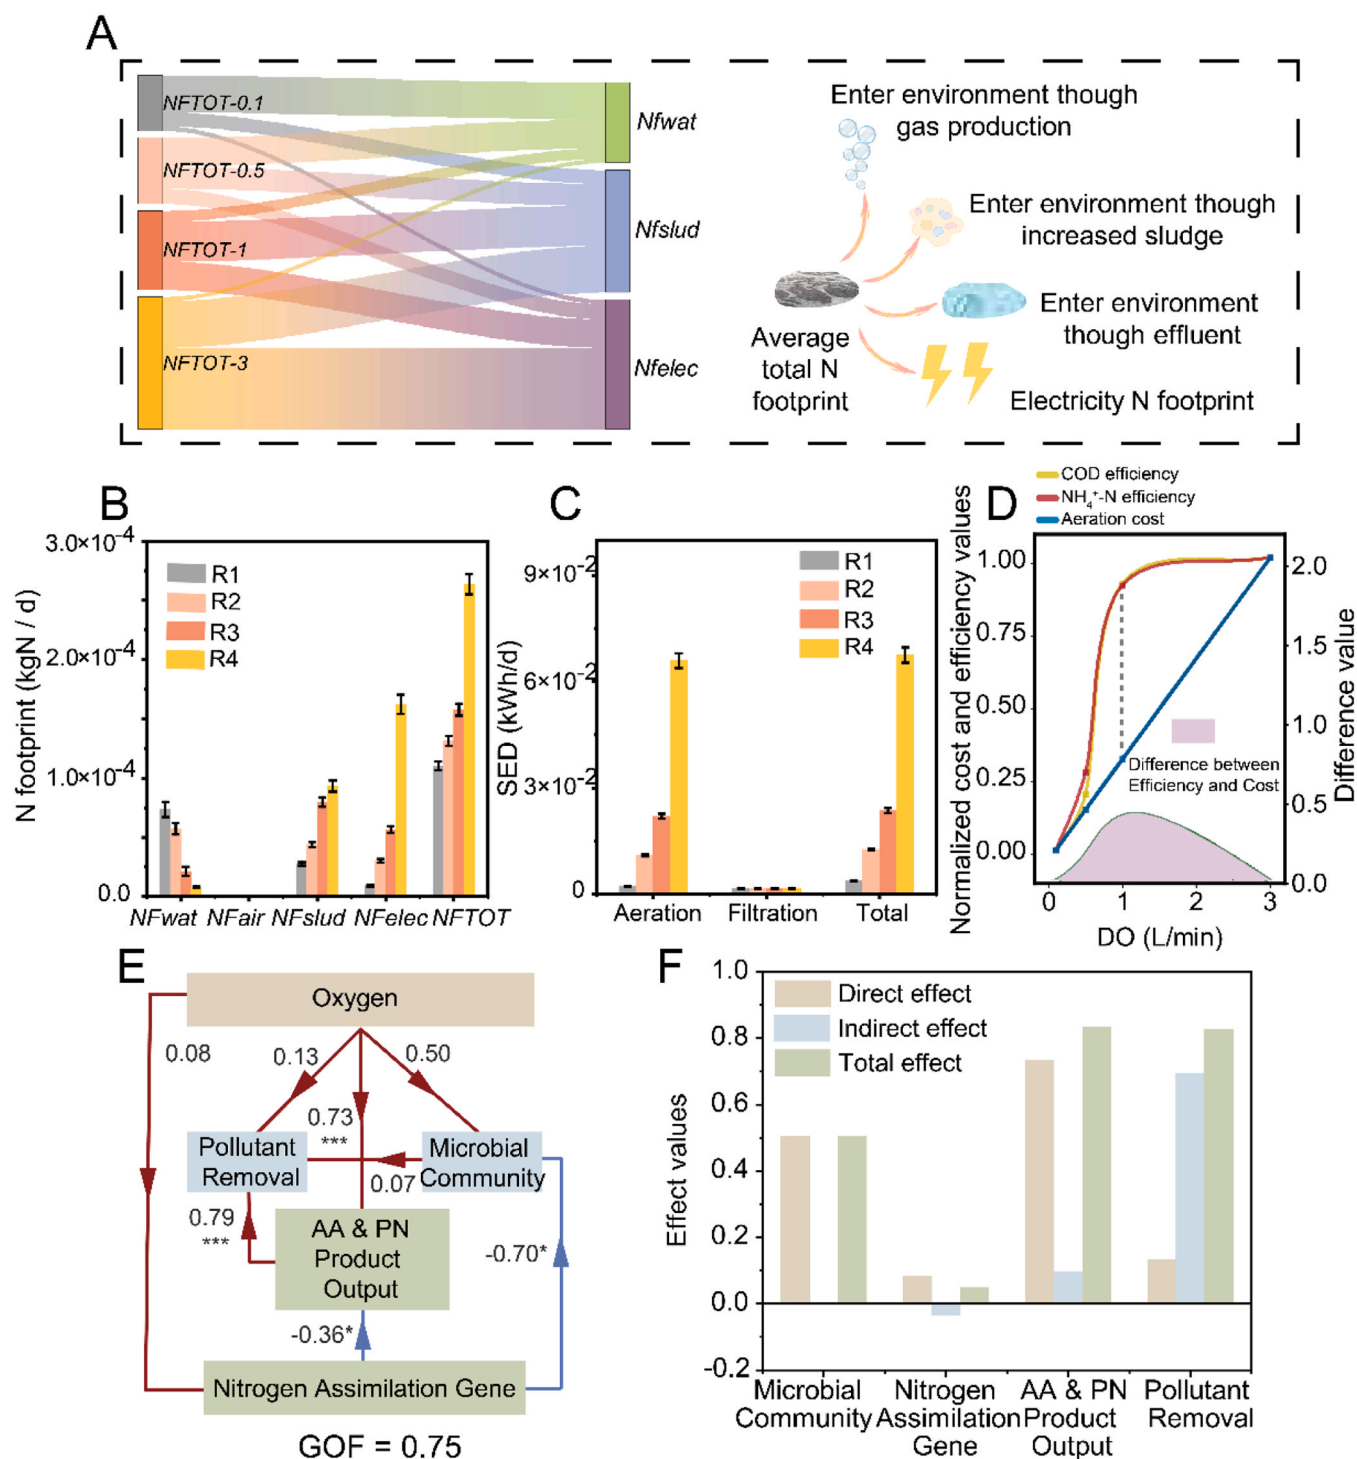 A
NFTOT-0.1
NFTOT-0.5
NFTOT-1
NFTOT-3
Nfwat
Nfslud
Nfelec
Enter environment though
gas production
Enter environment though
increased sludge
Enter environment
though effluent
Electricity N footprint
Average
total N
footprint
B
N footprint (kgN / d)
3.0×10⁻⁴
2.0×10⁻⁴
1.0×10⁻⁴
0.0
R1
R2
R3
R4
NFwat NFair NFslud NFelec NFTOT
C
SED (kWh/d)
9×10⁻²
6×10⁻²
3×10⁻²
0
R1
R2
R3
R4
Aeration Filtration Total
D
COD efficiency
NH₄⁺-N efficiency
Aeration cost
Normalized cost and efficiency values
1.00
0.75
0.50
0.25
0.00
Difference between
Efficiency and Cost
2.0
1.5
1.0
0.5
0.0
Difference value
0 1 2 3
DO (L/min)
E
Oxygen
0.08
0.13
0.50
0.73
***
Pollutant
Removal
Microbial
Community
0.07
0.79
***
AA & PN
Product
Output
-0.70*
-0.36*
Nitrogen Assimilation Gene
GOF = 0.75
F
Effect values
1.0
0.8
0.6
0.4
0.2
0.0
-0.2
Direct effect
Indirect effect
Total effect
Microbial
Community
Nitrogen
Assimilation
Gene
AA & PN
Product
Output
Pollutant
Removal